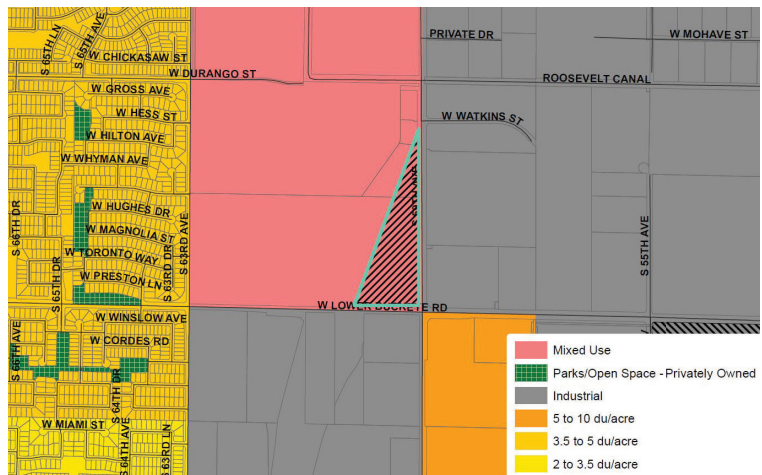 S 65TH LN
S 65TH AVE
W CHICKASAW ST
W DURANGO ST
PRIVATE DR
W MOHAVE ST
ROOSEVELT CANAL
W GROSS AVE
W HESS ST
W WATKINS ST
W HILTON AVE
W WHYMAN AVE
S 66TH DR
W HUGHES DR
S 63RD AVE
W MAGNOLIA ST
W TORONTO WAY
S 63RD DR
S 55TH AVE
S 65TH DR
W PRESTON LN
W LOWER BUCKEYE RD
W WINSLOW AVE
S 66TH AVE
W CORDES RD
S 64TH DR
W MIAMI ST
S 64TH AVE
S 63RD LN
Mixed Use
Parks/Open Space - Privately Owned
Industrial
5 to 10 du/acre
3.5 to 5 du/acre
2 to 3.5 du/acre